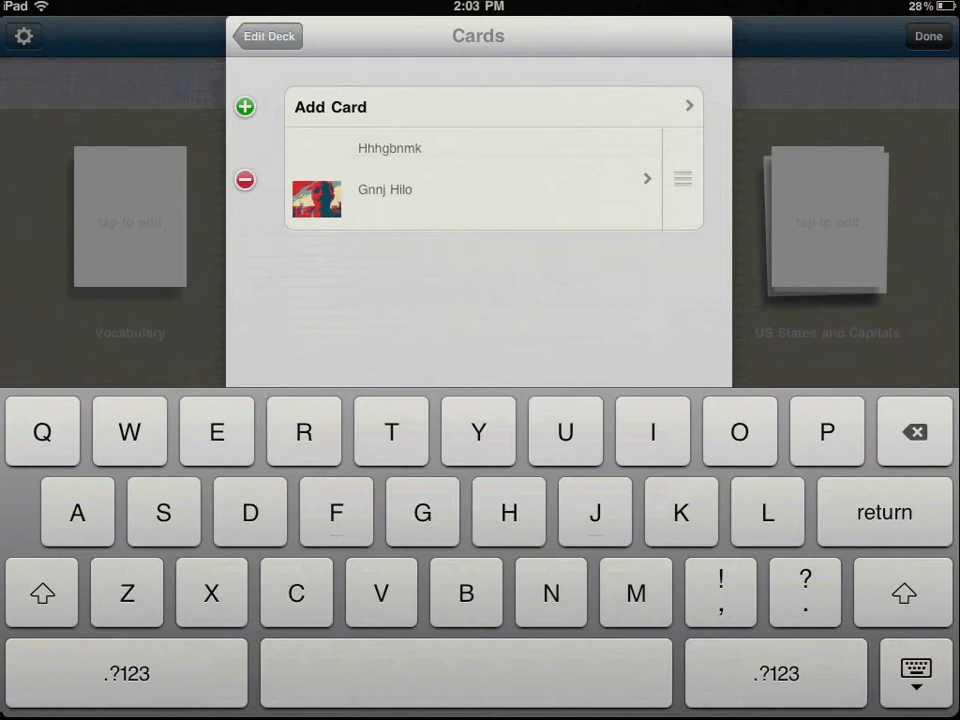 iPad 2:03 PM 28%
Edit Deck Cards Done
Add Card
Hhhgbnmk
Gnnj Hilo
tap to edit tap to edit
Vocabulary US States and Capitals
Q W E R T Y U I O P
A S D F G H J K L return
Z X C V B N M ! , ? .
.?123 .?123